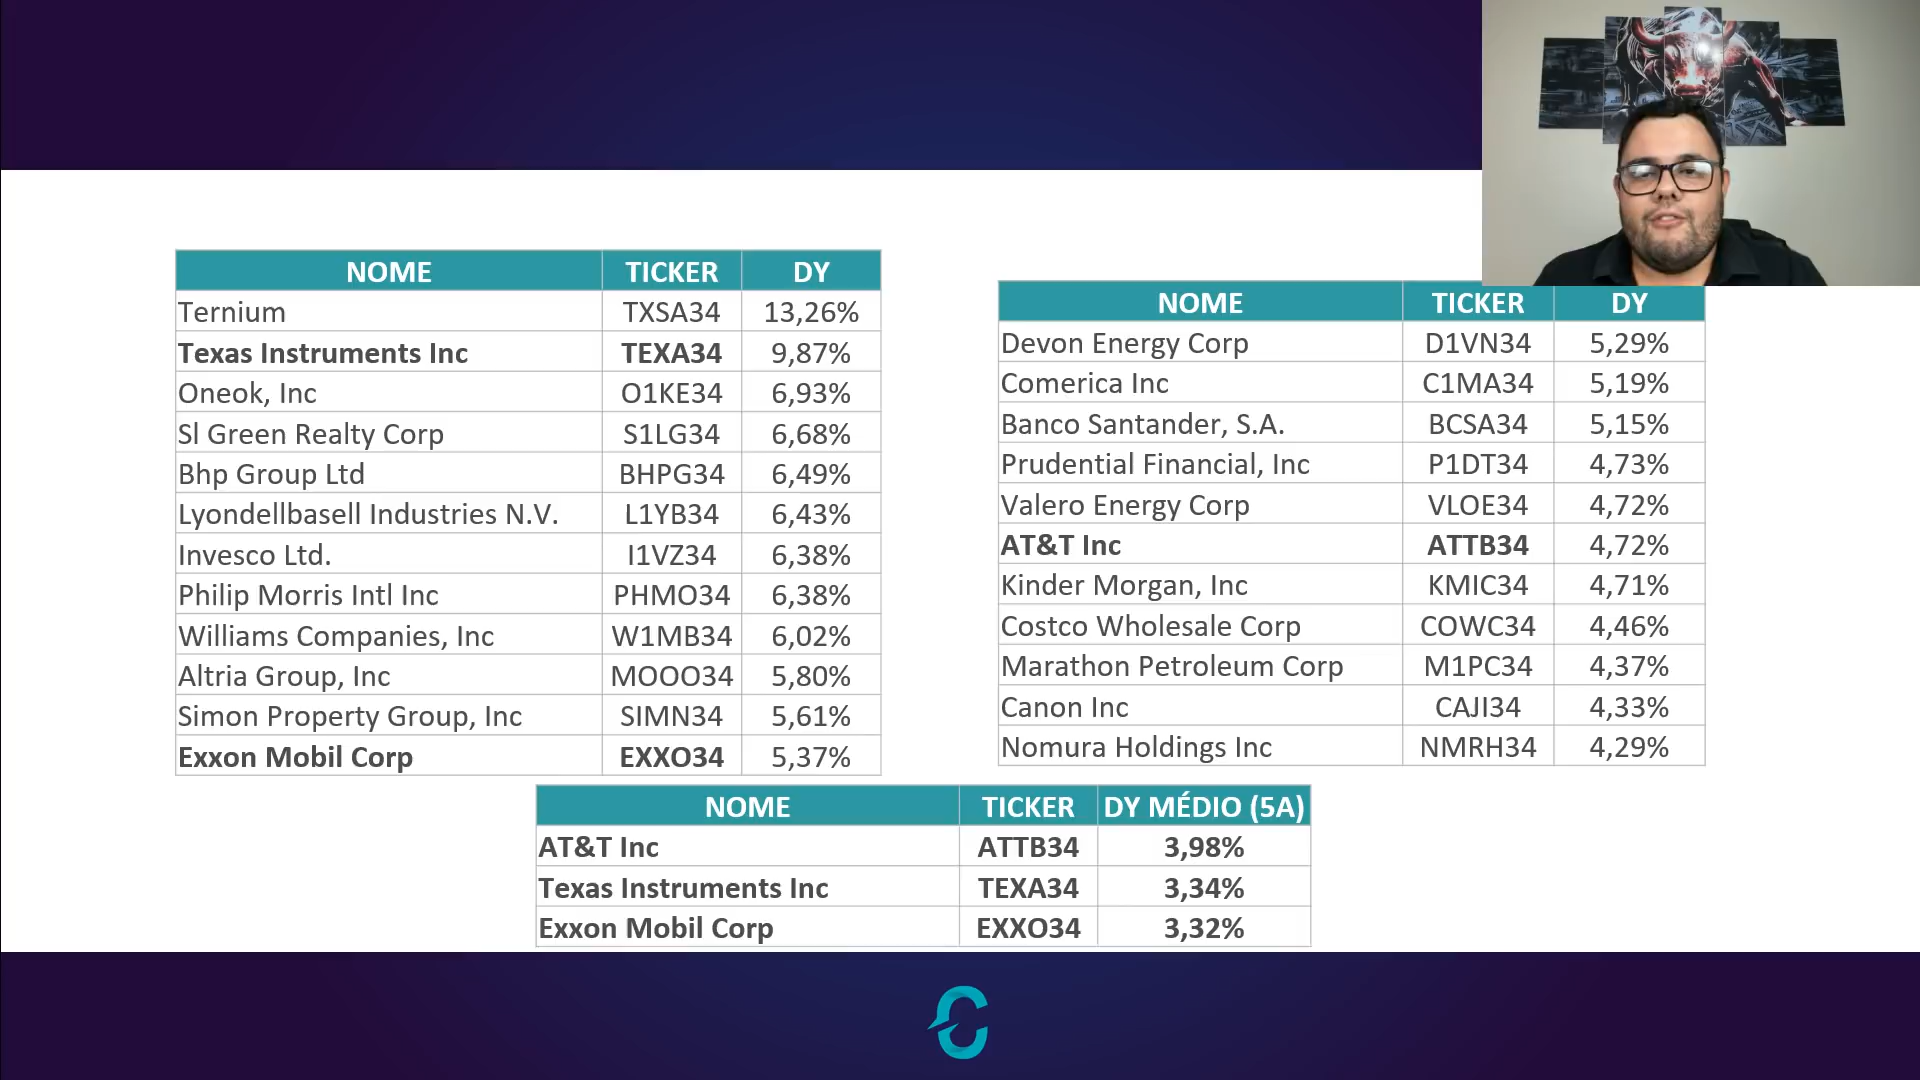 NOME TICKER DY
Ternium TXSA34 13,26%
Texas Instruments Inc TEXA34 9,87%
Oneok, Inc O1KE34 6,93%
Sl Green Realty Corp S1LG34 6,68%
Bhp Group Ltd BHPG34 6,49%
Lyondellbasell Industries N.V. L1YB34 6,43%
Invesco Ltd. I1VZ34 6,38%
Philip Morris Intl Inc PHMO34 6,38%
Williams Companies, Inc W1MB34 6,02%
Altria Group, Inc MOOO34 5,80%
Simon Property Group, Inc SIMN34 5,61%
Exxon Mobil Corp EXXO34 5,37%
NOME TICKER DY
Devon Energy Corp D1VN34 5,29%
Comerica Inc C1MA34 5,19%
Banco Santander, S.A. BCSA34 5,15%
Prudential Financial, Inc P1DT34 4,73%
Valero Energy Corp VLOE34 4,72%
AT&T Inc ATTB34 4,72%
Kinder Morgan, Inc KMIC34 4,71%
Costco Wholesale Corp COWC34 4,46%
Marathon Petroleum Corp M1PC34 4,37%
Canon Inc CAJI34 4,33%
Nomura Holdings Inc NMRH34 4,29%
NOME TICKER DY MÉDIO (5A)
AT&T Inc ATTB34 3,98%
Texas Instruments Inc TEXA34 3,34%
Exxon Mobil Corp EXXO34 3,32%